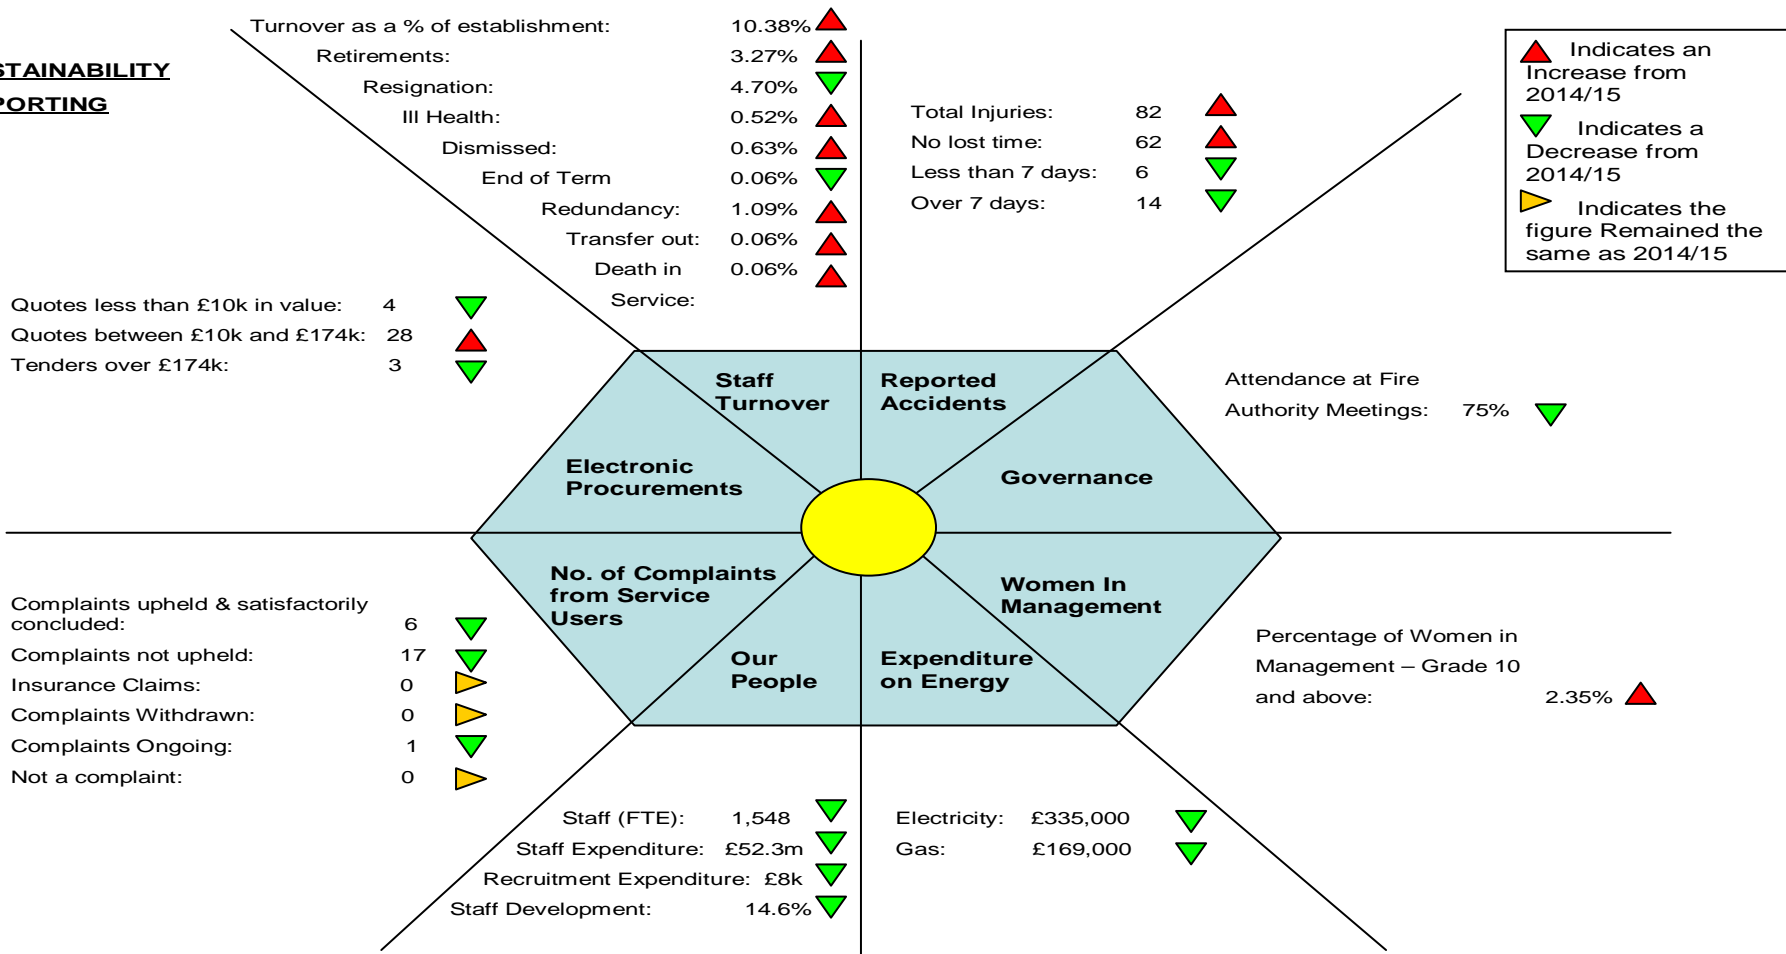 STAINABILITY
PORTING
Turnover as a % of establishment: 10.38%
Retirements: 3.27%
Resignation: 4.70%
Ill Health: 0.52%
Dismissed: 0.63%
End of Term 0.06%
Redundancy: 1.09%
Transfer out: 0.06%
Death in 0.06%
Service:
Total Injuries: 82
No lost time: 62
Less than 7 days: 6
Over 7 days: 14
Indicates an
Increase from
2014/15
Indicates a
Decrease from
2014/15
Indicates the
figure Remained the
same as 2014/15
Quotes less than £10k in value: 4
Quotes between £10k and £174k: 28
Tenders over £174k: 3
Attendance at Fire
Authority Meetings: 75%
Staff
Turnover
Reported
Accidents
Electronic
Procurements
Governance
No. of Complaints
from Service
Users
Women In
Management
Our
People
Expenditure
on Energy
Complaints upheld & satisfactorily
concluded: 6
Complaints not upheld: 17
Insurance Claims: 0
Complaints Withdrawn: 0
Complaints Ongoing: 1
Not a complaint: 0
Percentage of Women in
Management – Grade 10
and above: 2.35%
Staff (FTE): 1,548
Staff Expenditure: £52.3m
Recruitment Expenditure: £8k
Staff Development: 14.6%
Electricity: £335,000
Gas: £169,000